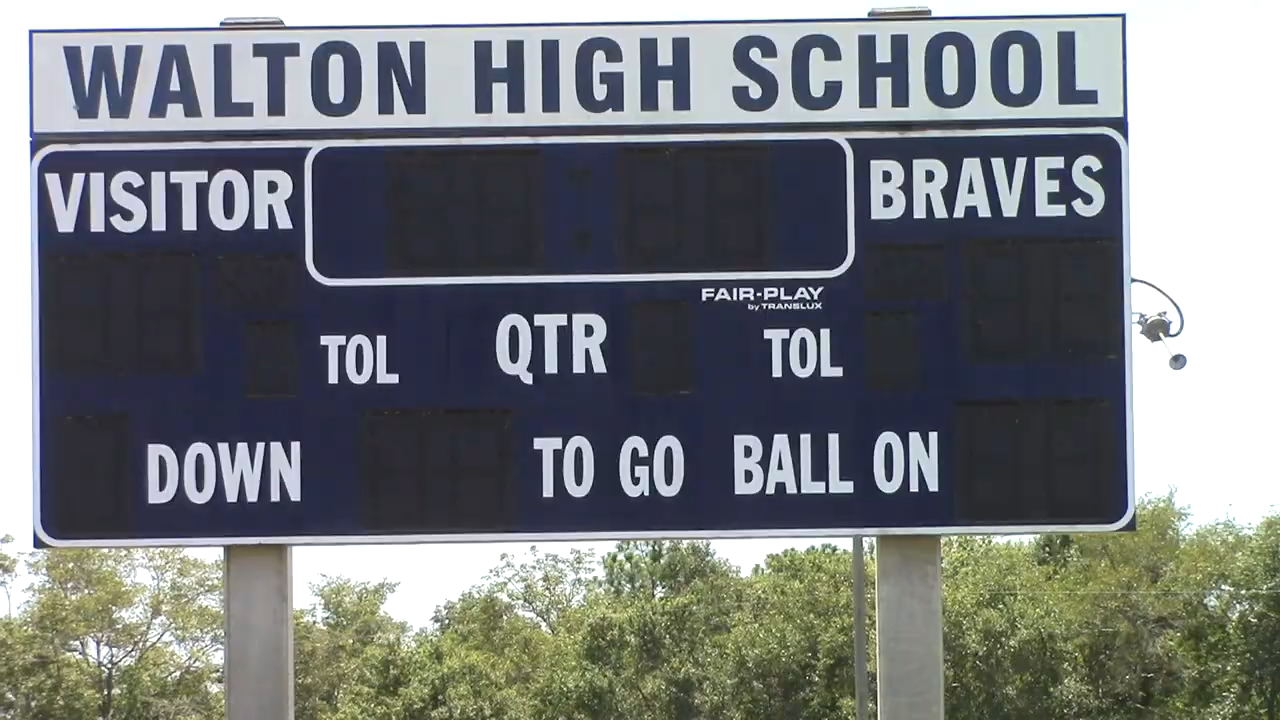 WALTON HIGH SCHOOL
VISITOR
BRAVES
FAIR-PLAY
by TRANSLUX
TOL
QTR
TOL
DOWN
TO GO
BALL ON